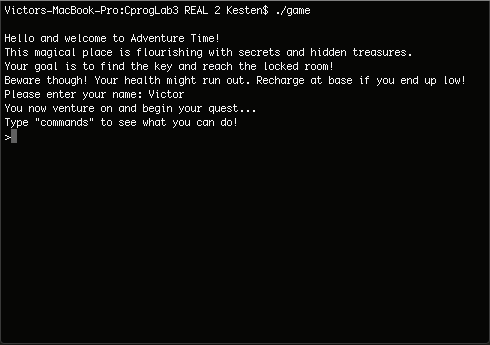 Victors-MacBook-Pro:CprogLab3 REAL 2 Kesten$ ./game
Hello and welcome to Adventure Time!
This magical place is flourishing with secrets and hidden treasures.
Your goal is to find the key and reach the locked room!
Beware though! Your health might run out. Recharge at base if you end up low!
Please enter your name: Victor
You now venture on and begin your quest...
Type "commands" to see what you can do!
>